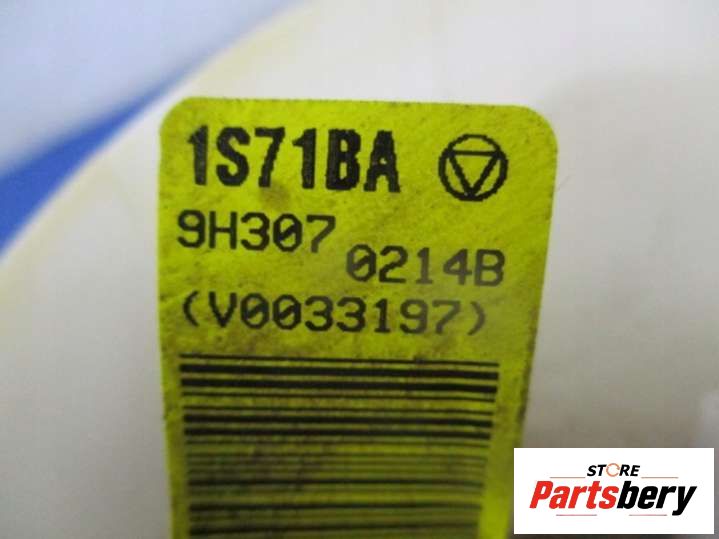 1S71BA
9H307
0214B
(V0033197)
STORE
Partsbery